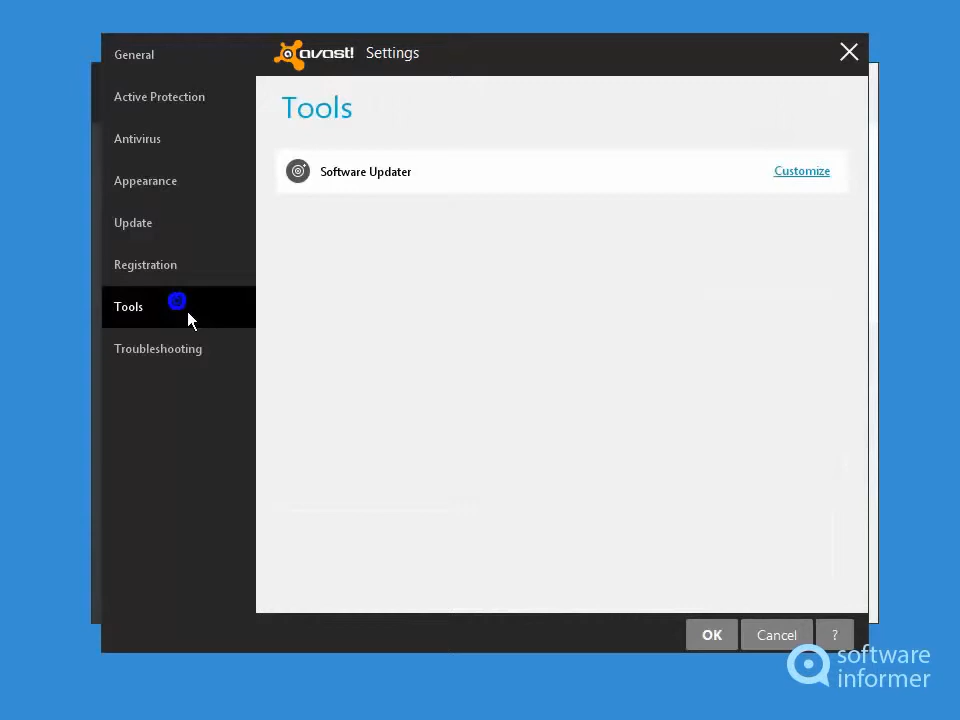 avast! Settings
General
Active Protection
Antivirus
Appearance
Update
Registration
Tools
Troubleshooting
Tools
Software Updater Customize
OK Cancel ?
software
informer